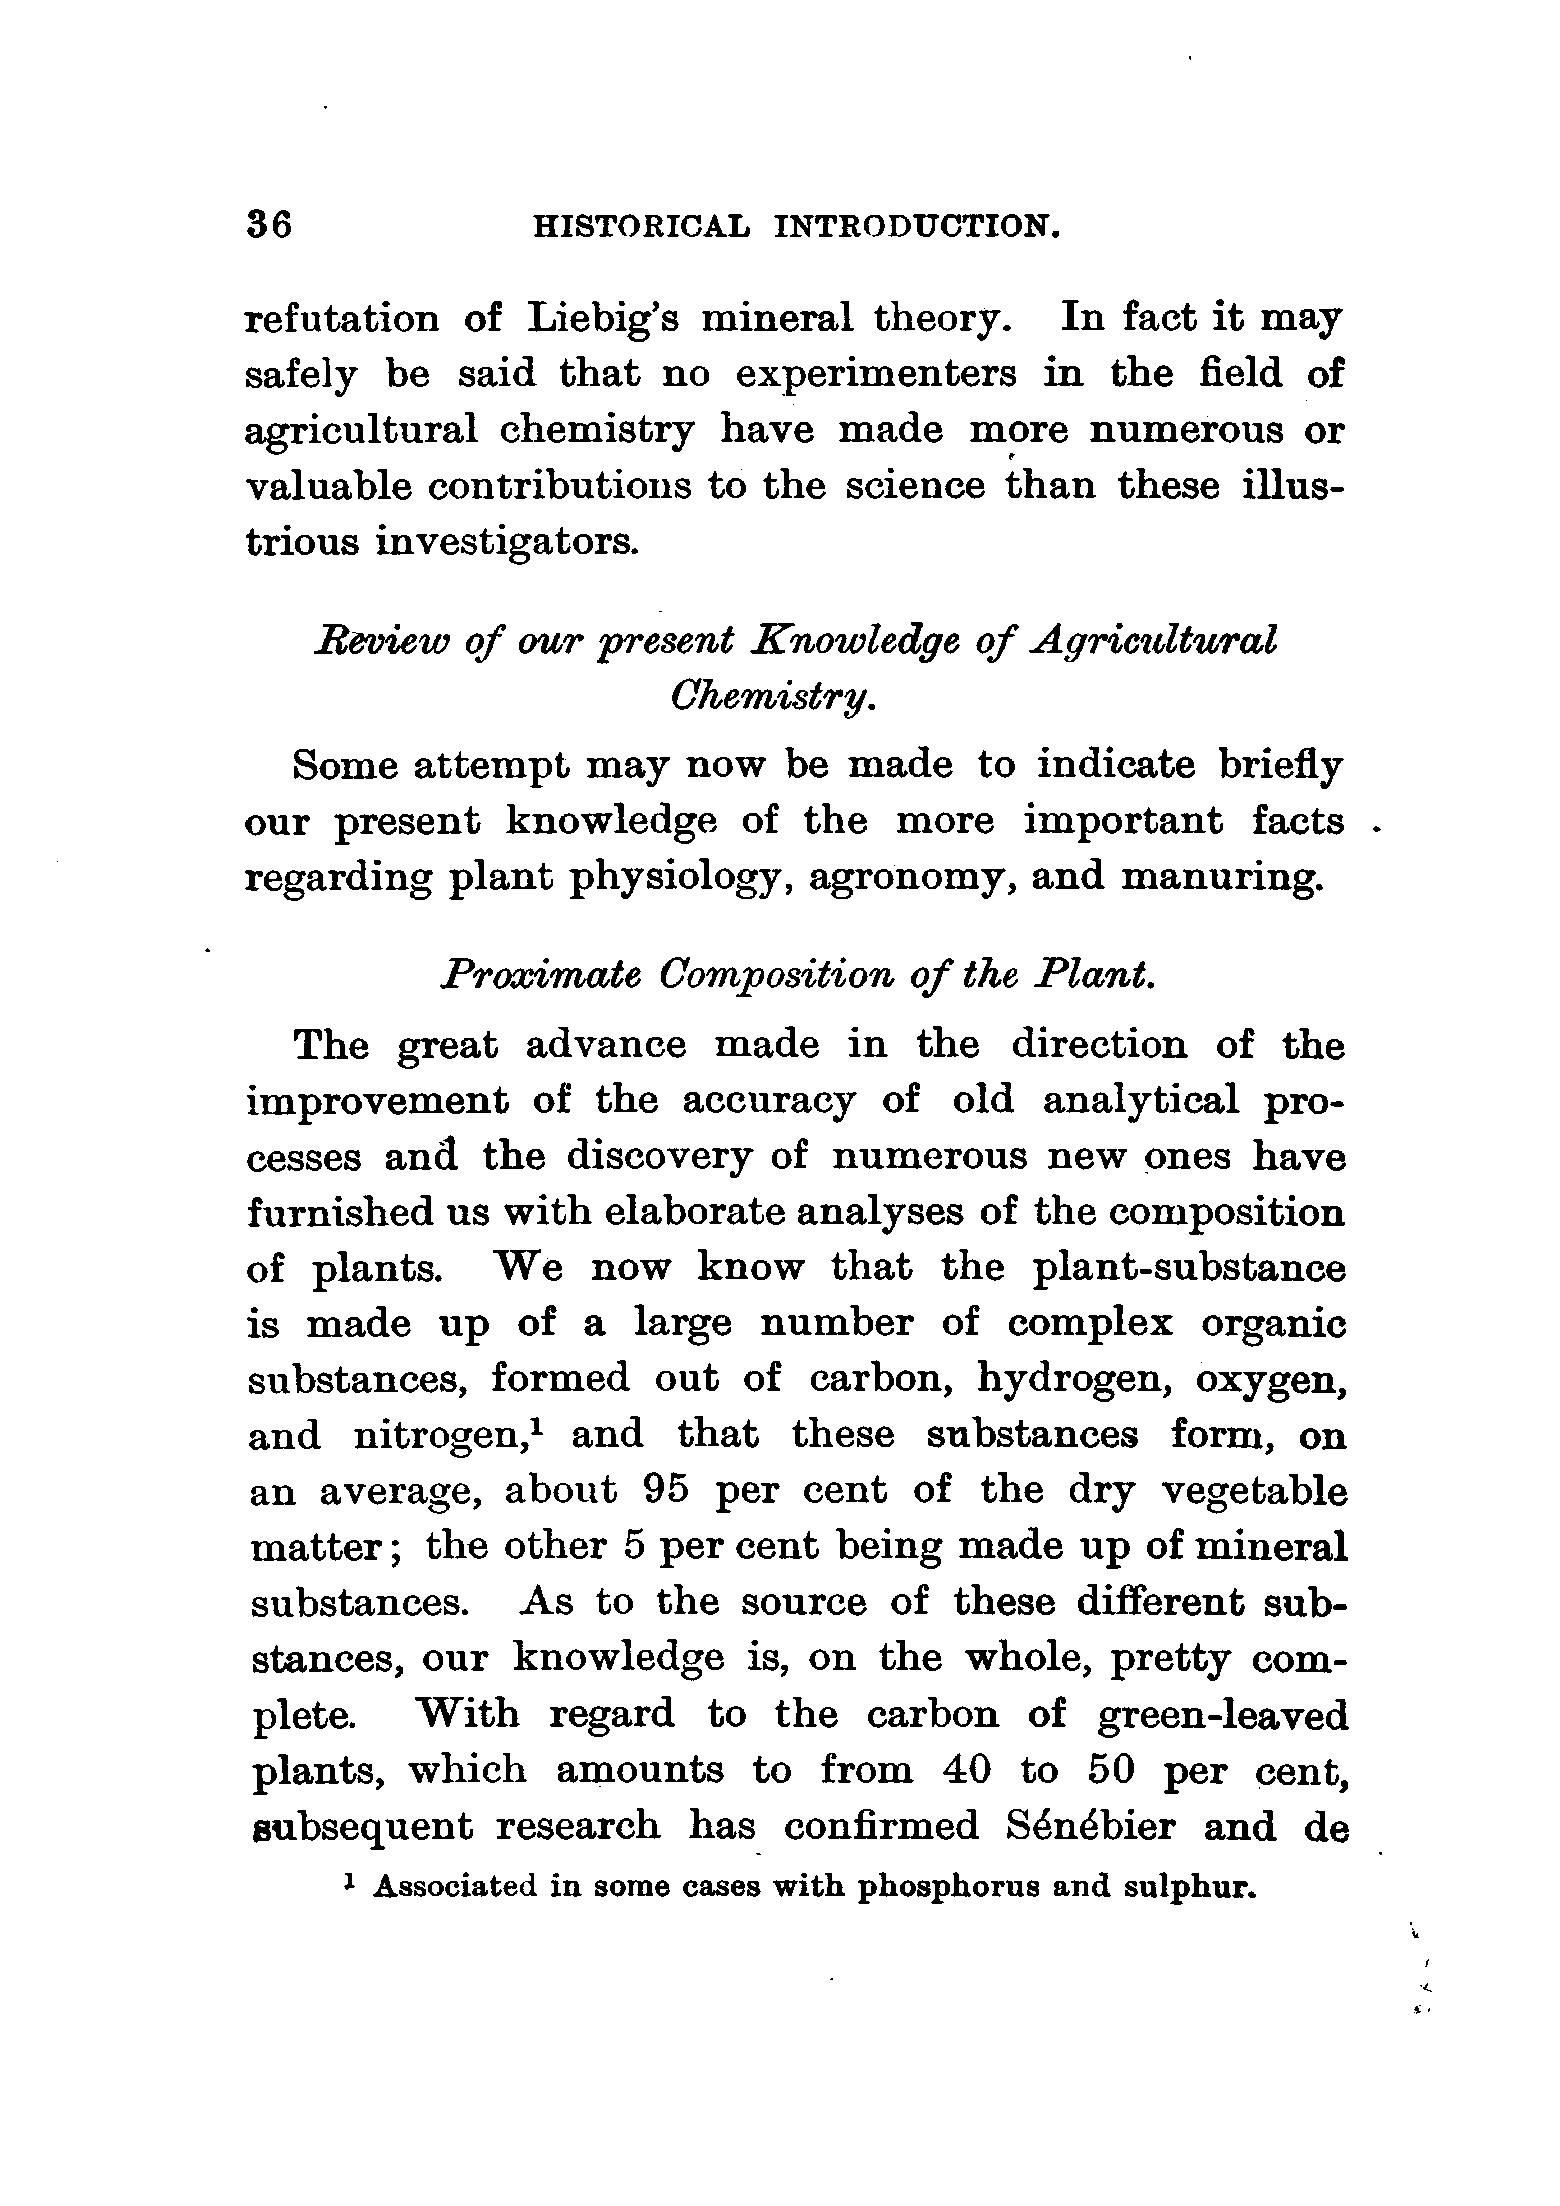 36 HISTORICAL INTRODUCTION.
refutation of Liebig's mineral theory. In fact it may
safely be said that no experimenters in the field of
agricultural chemistry have made more numerous or
valuable contributions to the science than these illus-
trious investigators.
Review of our present Knowledge of Agricultural
Chemistry.
Some attempt may now be made to indicate briefly
our present knowledge of the more important facts
regarding plant physiology, agronomy, and manuring.
Proximate Composition of the Plant.
The great advance made in the direction of the
improvement of the accuracy of old analytical pro-
cesses and the discovery of numerous new ones have
furnished us with elaborate analyses of the composition
of plants. We now know that the plant-substance
is made up of a large number of complex organic
substances, formed out of carbon, hydrogen, oxygen,
and nitrogen,¹ and that these substances form, on
an average, about 95 per cent of the dry vegetable
matter; the other 5 per cent being made up of mineral
substances. As to the source of these different sub-
stances, our knowledge is, on the whole, pretty com-
plete. With regard to the carbon of green-leaved
plants, which amounts to from 40 to 50 per cent,
subsequent research has confirmed Sénébier and de
¹ Associated in some cases with phosphorus and sulphur.